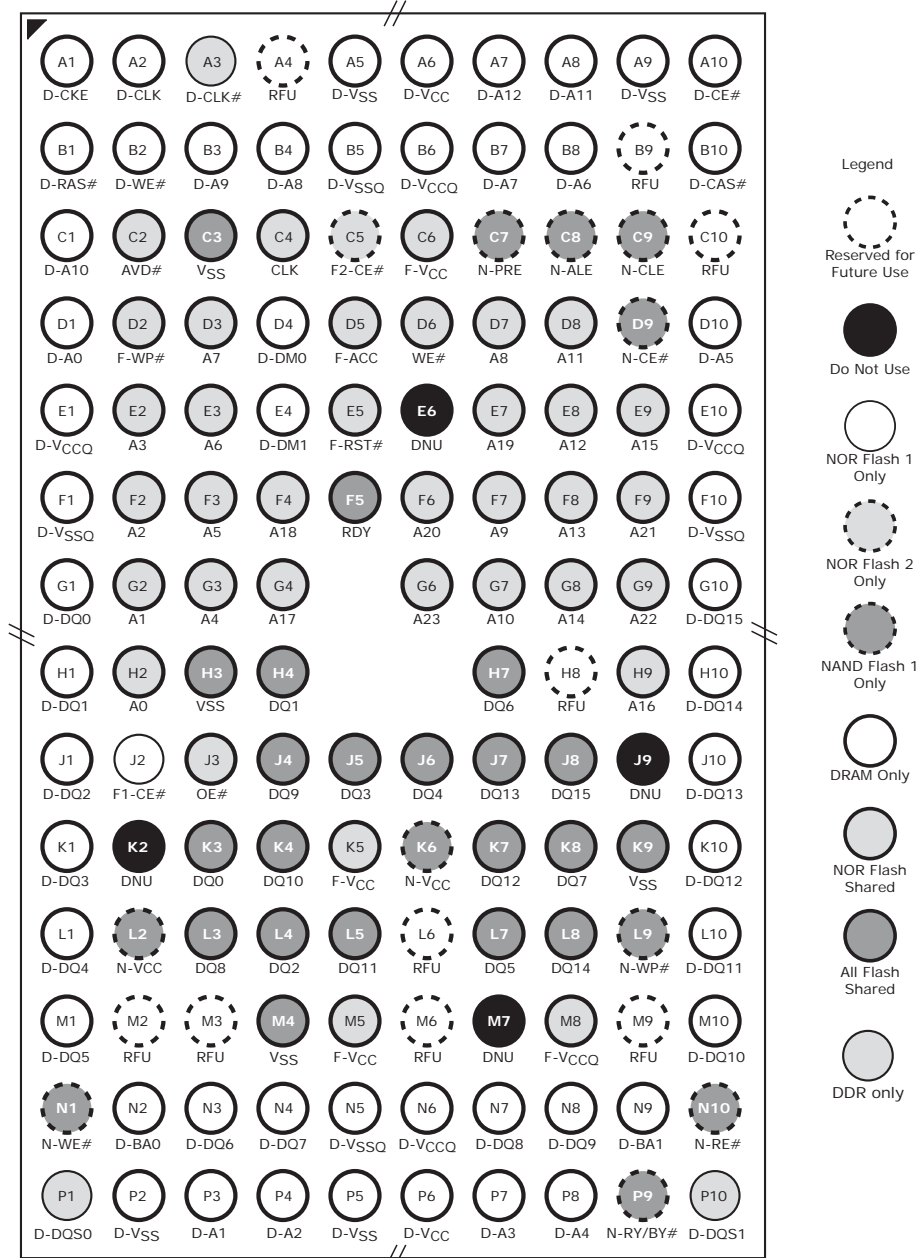 A1 A2 A3 A4 A5 A6 A7 A8 A9 A10
D-CKE D-CLK D-CLK# RFU D-VSS D-VCC D-A12 D-A11 D-VSS D-CE#
B1 B2 B3 B4 B5 B6 B7 B8 B9 B10
D-RAS# D-WE# D-A9 D-A8 D-VSSQ D-VCCQ D-A7 D-A6 RFU D-CAS#
C1 C2 C3 C4 C5 C6 C7 C8 C9 C10
D-A10 AVD# VSS CLK F2-CE# F-VCC N-PRE N-ALE N-CLE RFU
D1 D2 D3 D4 D5 D6 D7 D8 D9 D10
D-A0 F-WP# A7 D-DM0 F-ACC WE# A8 A11 N-CE# D-A5
E1 E2 E3 E4 E5 E6 E7 E8 E9 E10
D-VCCQ A3 A6 D-DM1 F-RST# DNU A19 A12 A15 D-VCCQ
F1 F2 F3 F4 F5 F6 F7 F8 F9 F10
D-VSSQ A2 A5 A18 RDY A20 A9 A13 A21 D-VSSQ
G1 G2 G3 G4 G6 G7 G8 G9 G10
D-DQ0 A1 A4 A17 A23 A10 A14 A22 D-DQ15
H1 H2 H3 H4 H7 H8 H9 H10
D-DQ1 A0 VSS DQ1 DQ6 RFU A16 D-DQ14
J1 J2 J3 J4 J5 J6 J7 J8 J9 J10
D-DQ2 F1-CE# OE# DQ9 DQ3 DQ4 DQ13 DQ15 DNU D-DQ13
K1 K2 K3 K4 K5 K6 K7 K8 K9 K10
D-DQ3 DNU DQ0 DQ10 F-VCC N-VCC DQ12 DQ7 VSS D-DQ12
L1 L2 L3 L4 L5 L6 L7 L8 L9 L10
D-DQ4 N-VCC DQ8 DQ2 DQ11 RFU DQ5 DQ14 N-WP# D-DQ11
M1 M2 M3 M4 M5 M6 M7 M8 M9 M10
D-DQ5 RFU RFU VSS F-VCC RFU DNU F-VCCQ RFU D-DQ10
N1 N2 N3 N4 N5 N6 N7 N8 N9 N10
N-WE# D-BA0 D-DQ6 D-DQ7 D-VSSQ D-VCCQ D-DQ8 D-DQ9 D-BA1 N-RE#
P1 P2 P3 P4 P5 P6 P7 P8 P9 P10
D-DQS0 D-VSS D-A1 D-A2 D-VSS D-VCC D-A3 D-A4 N-RY/BY# D-DQS1
Legend
Reserved for
Future Use
Do Not Use
NOR Flash 1
Only
NOR Flash 2
Only
NAND Flash 1
Only
DRAM Only
NOR Flash
Shared
All Flash
Shared
DDR only